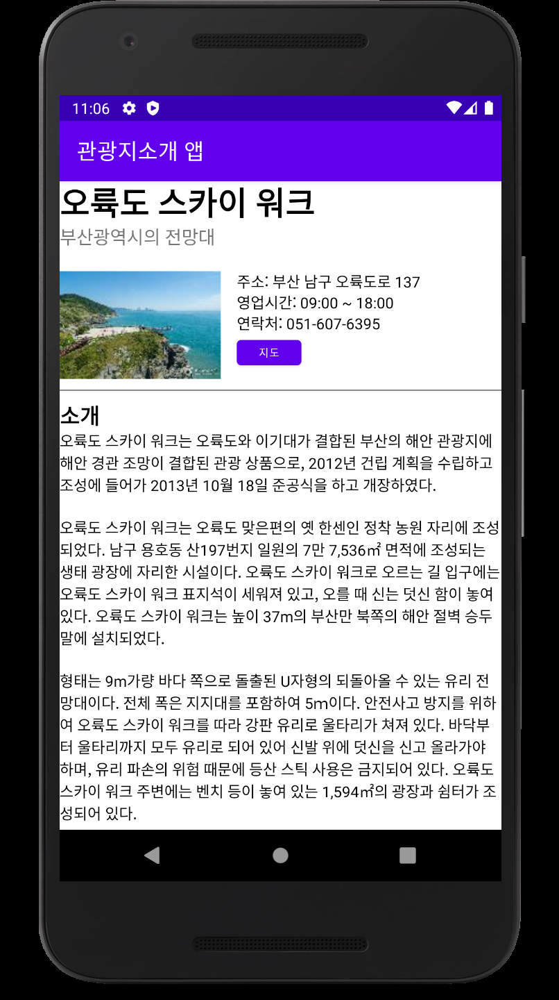 11:06
관광지소개 앱
오륙도 스카이 워크
부산광역시의 전망대
주소: 부산 남구 오륙도로 137
영업시간: 09:00 ~ 18:00
연락처: 051-607-6395
지도
소개
오륙도 스카이 워크는 오륙도와 이기대가 결합된 부산의 해안 관광지에
해안 경관 조망이 결합된 관광 상품으로, 2012년 건립 계획을 수립하고
조성에 들어가 2013년 10월 18일 준공식을 하고 개장하였다.
오륙도 스카이 워크는 오륙도 맞은편의 옛 한센인 정착 농원 자리에 조성
되었다. 남구 용호동 산197번지 일원의 7만 7,536㎡ 면적에 조성되는
생태 광장에 자리한 시설이다. 오륙도 스카이 워크로 오르는 길 입구에는
오륙도 스카이 워크 표지석이 세워져 있고, 오를 때 신는 덧신 함이 놓여
있다. 오륙도 스카이 워크는 높이 37m의 부산만 북쪽의 해안 절벽 승두
말에 설치되었다.
형태는 9m가량 바다 쪽으로 돌출된 U자형의 되돌아올 수 있는 유리 전
망대이다. 전체 폭은 지지대를 포함하여 5m이다. 안전사고 방지를 위하
여 오륙도 스카이 워크를 따라 강판 유리로 울타리가 쳐져 있다. 바닥부
터 울타리까지 모두 유리로 되어 있어 신발 위에 덧신을 신고 올라가야
하며, 유리 파손의 위험 때문에 등산 스틱 사용은 금지되어 있다. 오륙도
스카이 워크 주변에는 벤치 등이 놓여 있는 1,594㎡의 광장과 쉼터가 조
성되어 있다.